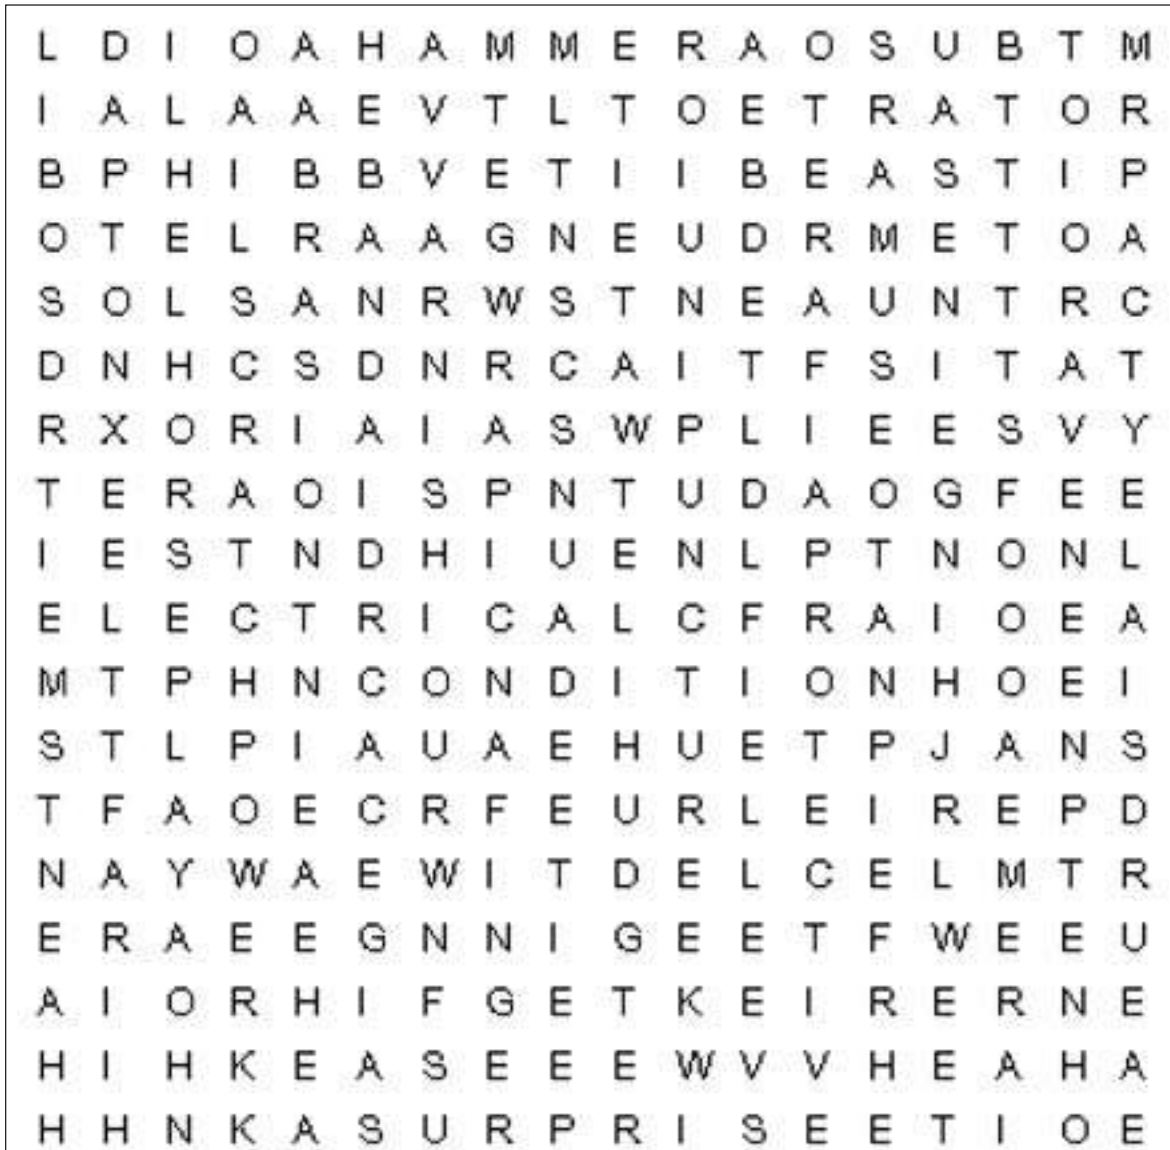 L D I O A H A M M E R A O S U B T M
I A L A A E V T L T O E T R A T O R
B P H I B B V E T I I B E A S T I P
O T E L R A A G N E U D R M E T O A
S O L S A N R W S T N E A U N T R C
D N H C S D N R C A I T F S I T A T
R X O R I A I A S W P L I E E S V Y
T E R A O I S P N T U D A O G F E E
I E S T N D H I U E N L P T N O N L
E L E C T R I C A L C F R A I O E A
M T P H N C O N D I T I O N H O E I
S T L P I A U A E H U E T P J A N S
T F A O E C R F E U R L E I R E P D
N A Y W A E W I T D E L C E L M T R
E R A E E G N N I G E E T F W E E U
A I O R H I F G E T K E I R E R N E
H I H K E A S E E E W V V H E A H A
H H N K A S U R P R I S E E T I O E